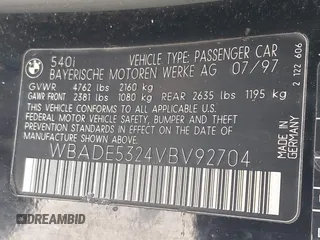 540i VEHICLE TYPE: PASSENGER CAR
BAYERISCHE MOTOREN WERKE AG 07/97
GVWR 4762 lbs 2160 kg
GAWR FRONT 2381 lbs 1080 kg REAR 2635 lbs 1195 kg
THIS VEHICLE CONFORMS TO ALL APPLICABLE
FEDERAL MOTOR VEHICLE SAFETY, BUMPER, AND
THEFT PREVENTION STANDARDS IN EFFECT ON THE
DATE OF MANUFACTURE SHOWN ABOVE.
WBADE5324VBV92704
MADE IN GERMANY
2 122 606
DREAMBID